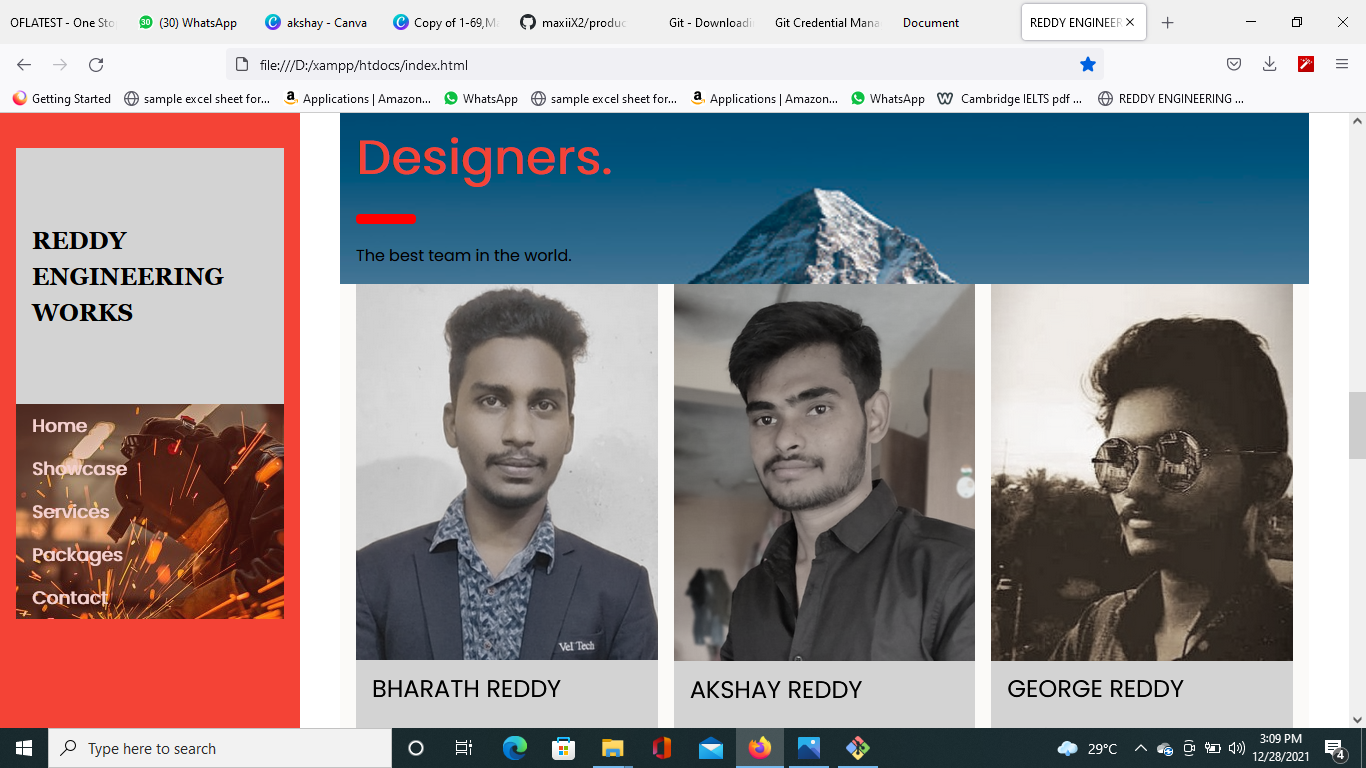 OFLATEST - One Sto
(30) WhatsApp
akshay - Canva
Copy of 1-69,M
maxiiX2/produc
Git - Downloadi
Git Credential Mana
Document
REDDY ENGINEER
file:///D:/xampp/htdocs/index.html
Getting Started
sample excel sheet for...
Applications | Amazon...
WhatsApp
sample excel sheet for...
Applications | Amazon...
WhatsApp
Cambridge IELTS pdf ...
REDDY ENGINEERING ...
REDDY
ENGINEERING
WORKS
Home
Showcase
Services
Packages
Contact
Designers.
The best team in the world.
Vel Tech
BHARATH REDDY
AKSHAY REDDY
GEORGE REDDY
Type here to search
29°C
3:09 PM
12/28/2021
4